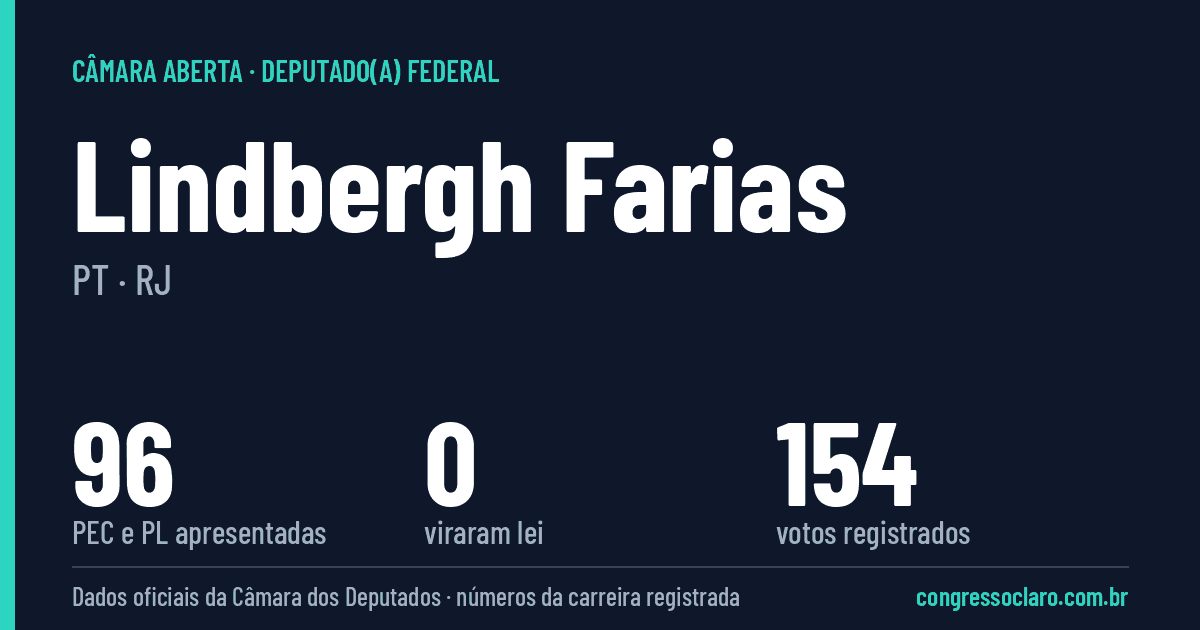 CÂMARA ABERTA · DEPUTADO(A) FEDERAL
Lindbergh Farias
PT · RJ
96 0 154
PEC e PL apresentadas viraram lei votos registrados
Dados oficiais da Câmara dos Deputados · números da carreira registrada congressoclaro.com.br